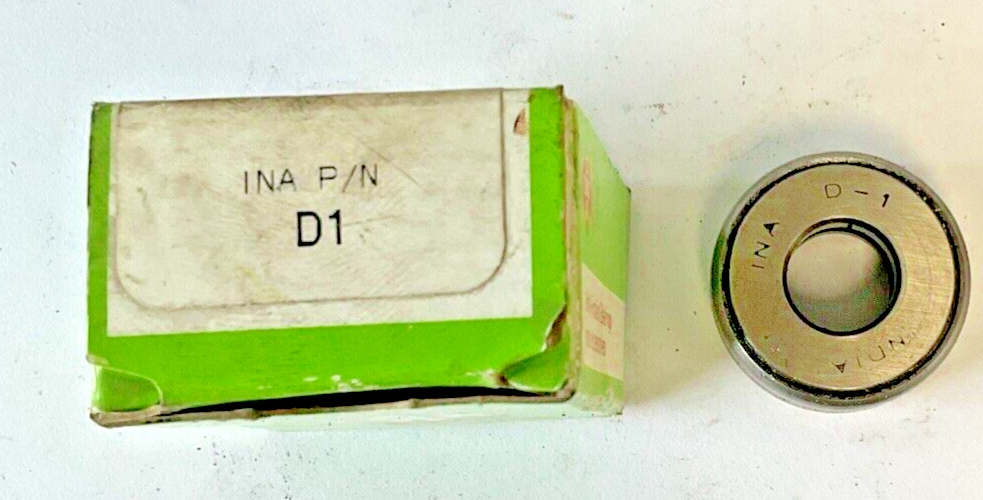 INA P/N
D1
D-1
INA
INDIA